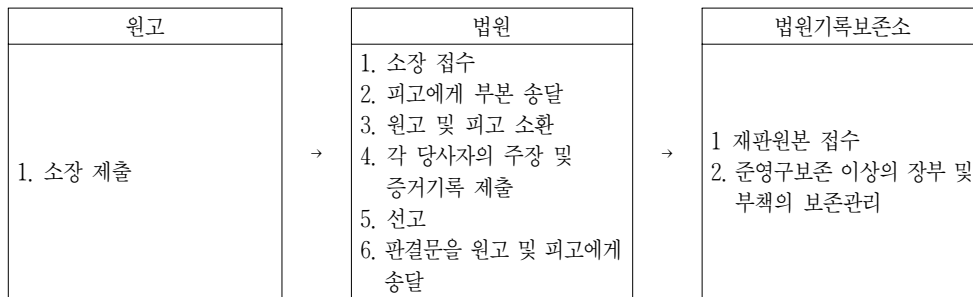 원고
1. 소장 제출
→
법원
1. 소장 접수
2. 피고에게 부본 송달
3. 원고 및 피고 소환
4. 각 당사자의 주장 및
증거기록 제출
5. 선고
6. 판결문을 원고 및 피고에게
송달
→
법원기록보존소
1 재판원본 접수
2. 준영구보존 이상의 장부 및
부책의 보존관리